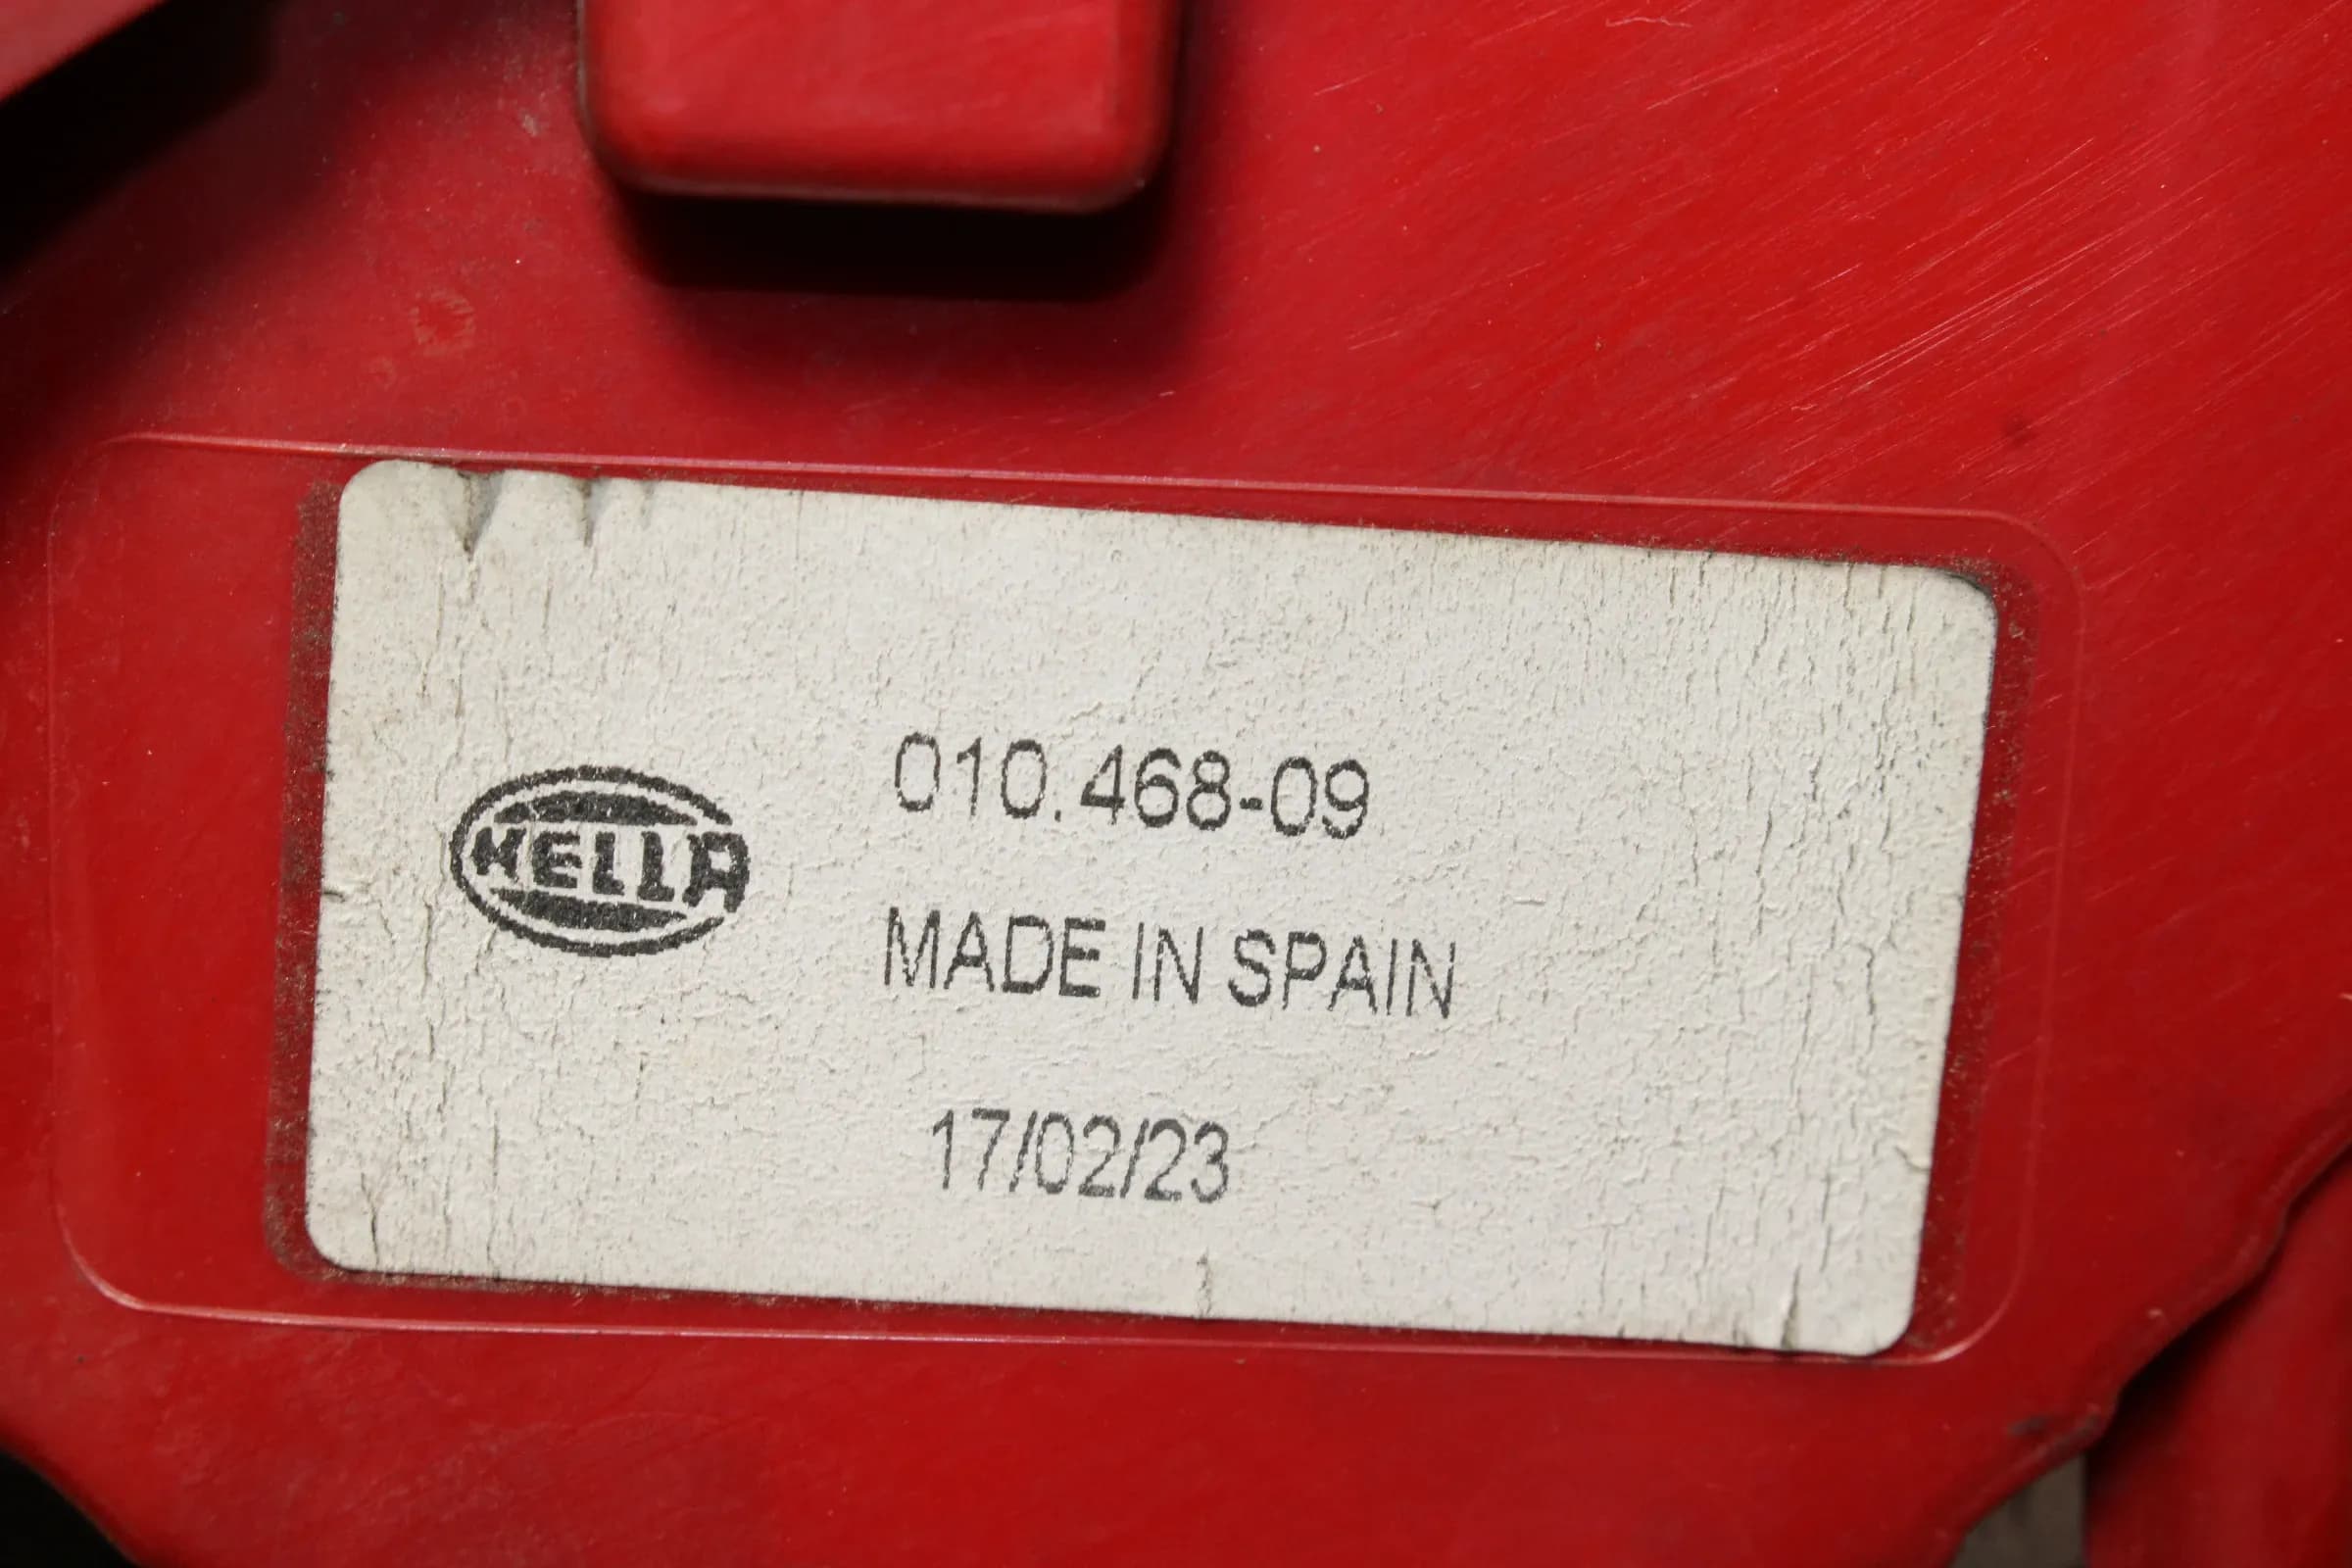 HELLA
010.468-09
MADE IN SPAIN
17/02/23